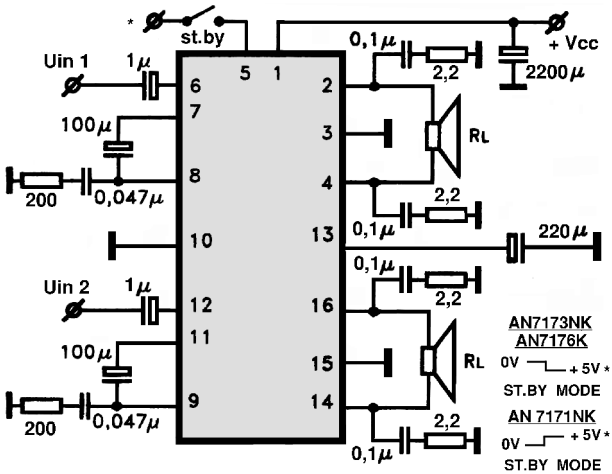 *
st.by
+ Vcc
2200µ
0,1µ
2,2
Uin 1
1µ
6
5
1
2
7
100µ
3
RL
8
4
200
0,047µ
0,1µ
2,2
10
13
220µ
Uin 2
1µ
12
0,1µ
2,2
16
11
100µ
15
RL
9
14
200
0,047µ
0,1µ
2,2
AN7173NK
AN7176K
0V + 5V *
ST.BY MODE
AN 7171NK
0V + 5V *
ST.BY MODE